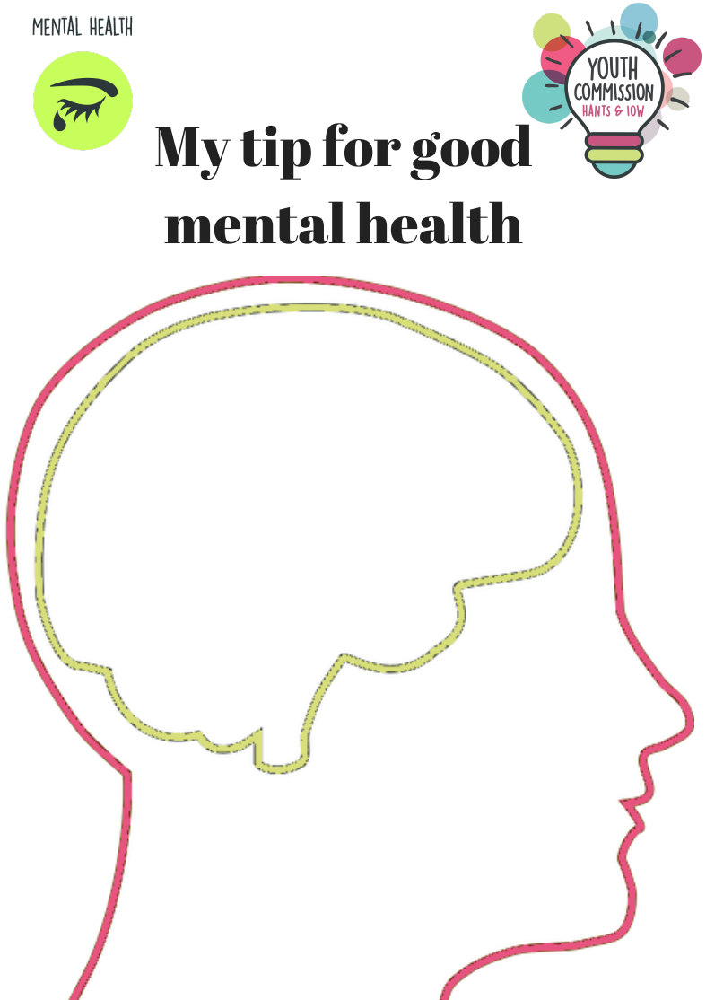 MENTAL HEALTH
YOUTH
COMMISSION
HANTS & IOW
My tip for good
mental health